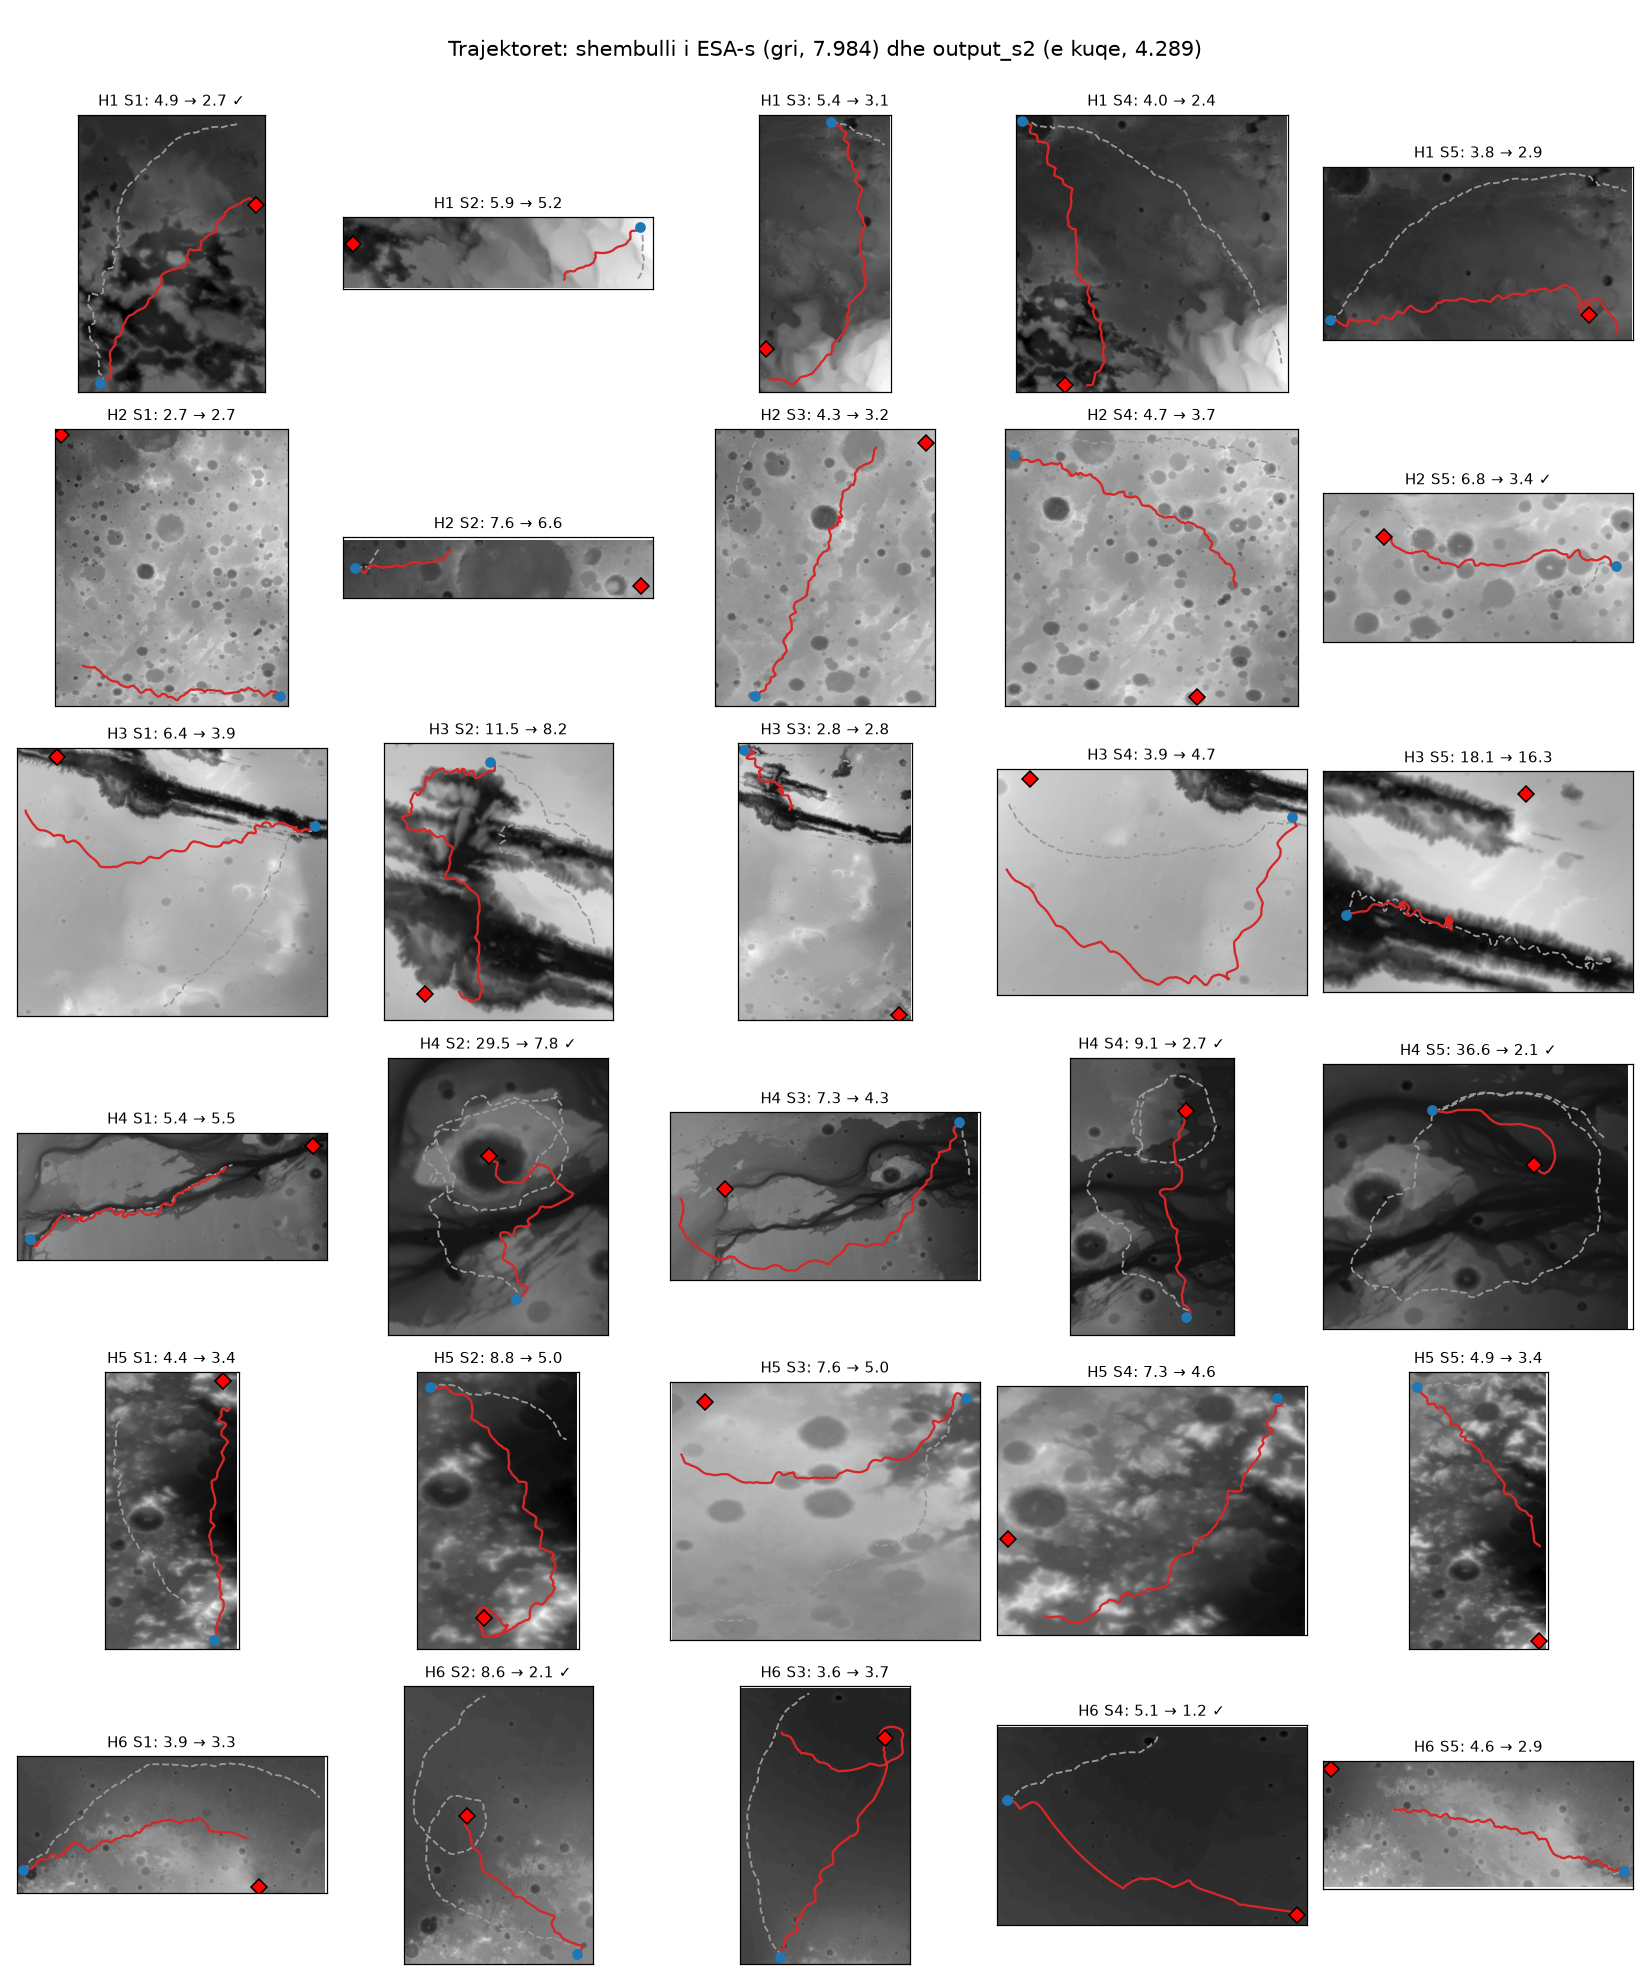 Trajektoret: shembulli i ESA-s (gri, 7.984) dhe output_s2 (e kuqe, 4.289)
H1 S1: 4.9 → 2.7 ✓
H1 S2: 5.9 → 5.2
H1 S3: 5.4 → 3.1
H1 S4: 4.0 → 2.4
H1 S5: 3.8 → 2.9
H2 S1: 2.7 → 2.7
H2 S2: 7.6 → 6.6
H2 S3: 4.3 → 3.2
H2 S4: 4.7 → 3.7
H2 S5: 6.8 → 3.4 ✓
H3 S1: 6.4 → 3.9
H3 S2: 11.5 → 8.2
H3 S3: 2.8 → 2.8
H3 S4: 3.9 → 4.7
H3 S5: 18.1 → 16.3
H4 S1: 5.4 → 5.5
H4 S2: 29.5 → 7.8 ✓
H4 S3: 7.3 → 4.3
H4 S4: 9.1 → 2.7 ✓
H4 S5: 36.6 → 2.1 ✓
H5 S1: 4.4 → 3.4
H5 S2: 8.8 → 5.0
H5 S3: 7.6 → 5.0
H5 S4: 7.3 → 4.6
H5 S5: 4.9 → 3.4
H6 S1: 3.9 → 3.3
H6 S2: 8.6 → 2.1 ✓
H6 S3: 3.6 → 3.7
H6 S4: 5.1 → 1.2 ✓
H6 S5: 4.6 → 2.9